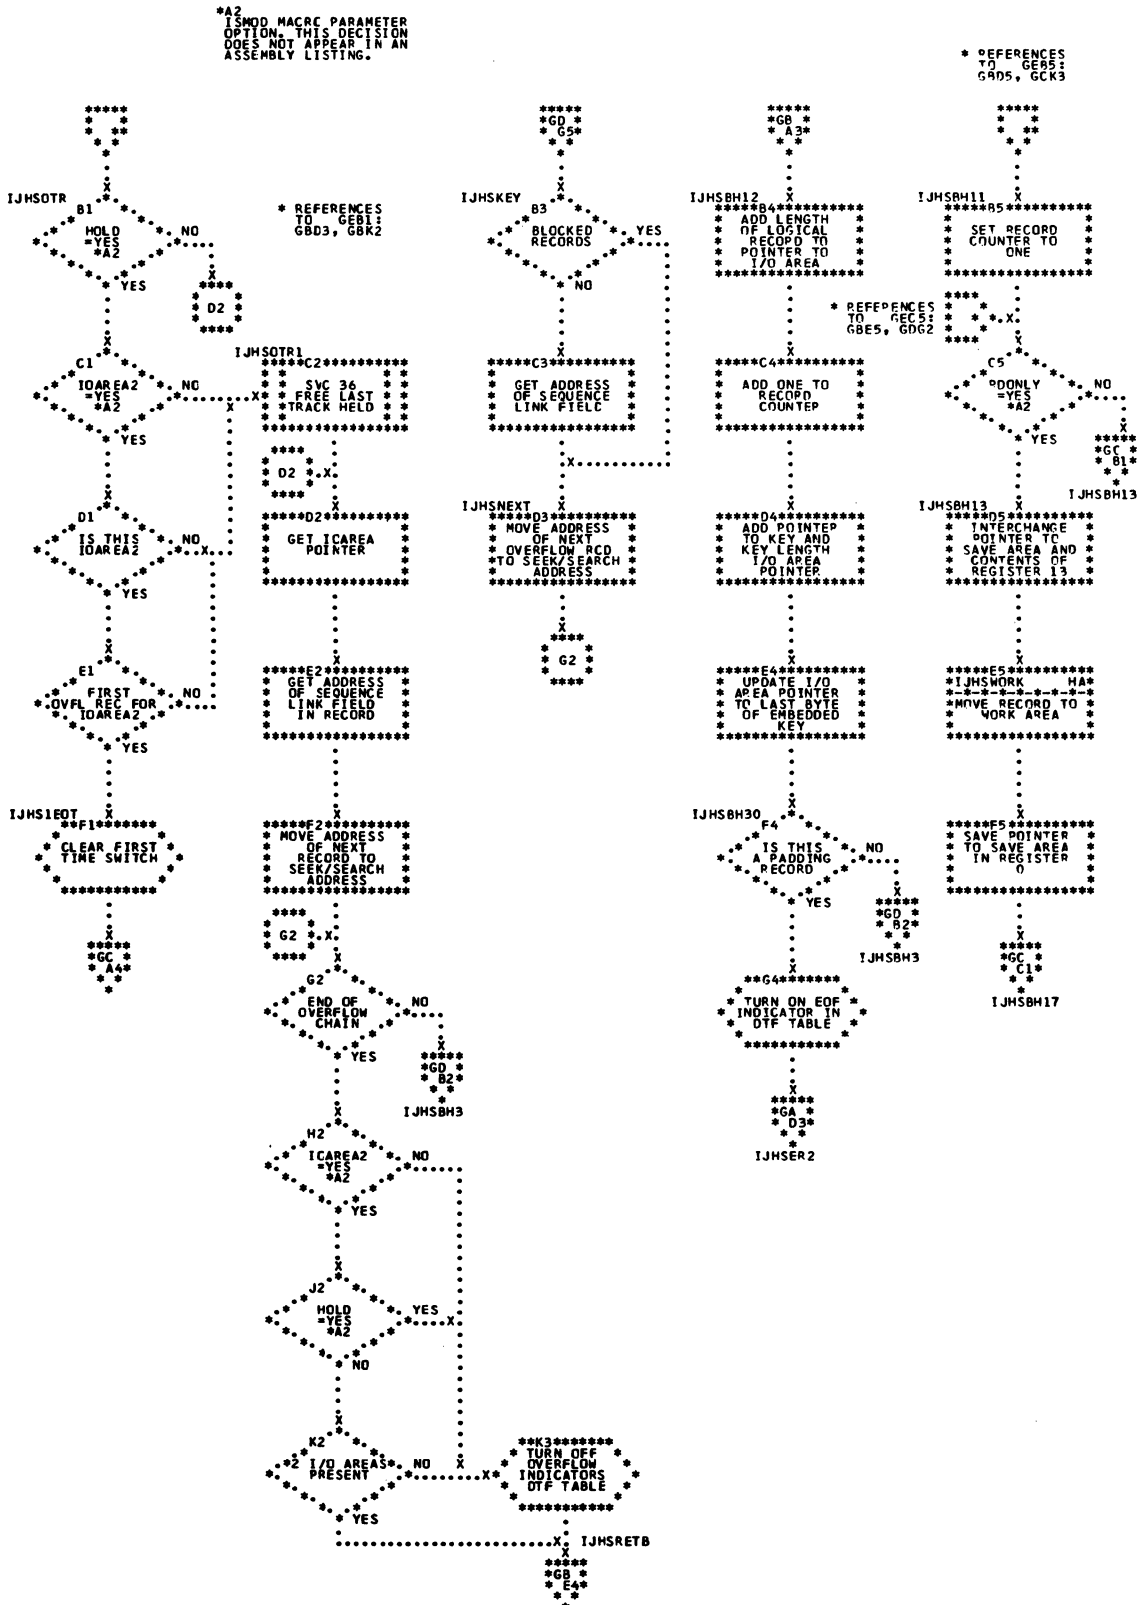 *A2
ISMOD MACRC PARAMETER
OPTION. THIS DECISION
DOES NOT APPEAR IN AN
ASSEMBLY LISTING.
* REFERENCES
TO GEB5:
GBD5, GCK3
IJHSOTR
B1
HOLD
=YES
*A2
NO
YES
D2
* REFERENCES
TO GEB1:
GBD3, GBK2
C1
IOAREA2
=YES
*A2
NO
YES
D1
IS THIS
IOAREA2
NO
YES
E1
FIRST
OVFL REC FOR
IOAREA2
NO
YES
IJHS1EOT
F1
CLEAR FIRST
TIME SWITCH
GC
A4
IJHSOTR1
C2
SVC 36
FREE LAST
TRACK HELD
D2
D2
GET ICAREA
POINTER
E2
GET ADDRESS
OF SEQUENCE
LINK FIELD
IN RECORD
F2
MOVE ADDRESS
OF NEXT
RECORD TO
SEEK/SEARCH
ADDRESS
G2
G2
END OF
OVERFLOW
CHAIN
NO
YES
GD
B2
IJHSBH3
H2
ICAREA2
=YES
*A2
NO
YES
J2
HOLD
=YES
*A2
YES
NO
K2
2 I/O AREAS
PRESENT
NO
YES
GD
G5
IJHSKEY
B3
BLOCKED
RECORDS
YES
NO
C3
GET ADDRESS
OF SEQUENCE
LINK FIELD
IJHSNEXT
D3
MOVE ADDRESS
OF NEXT
OVERFLOW RCD
TO SEEK/SEARCH
ADDRESS
G2
K3
TURN OFF
OVERFLOW
INDICATORS
DTF TABLE
IJHSRETB
GB
E4
GB
A3
IJHSBH12
B4
ADD LENGTH
OF LOGICAL
RECORD TO
POINTER TO
I/O AREA
C4
ADD ONE TO
RECORD
COUNTEP
D4
ADD POINTEP
TO KEY AND
KEY LENGTH
I/O AREA
POINTER
E4
UPDATE I/O
AREA POINTER
TO LAST BYTE
OF EMBEDDED
KEY
IJHSBH30
F4
IS THIS
A PADDING
RECORD
NO
YES
GD
B2
IJHSBH3
G4
TURN ON EOF
INDICATOR IN
DTF TABLE
GA
D3
IJHSER2
IJHSBH11
B5
SET RECORD
COUNTER TO
ONE
* REFERENCES
TO GEC5:
GBE5, GDG2
C5
RDONLY
=YES
*A2
NO
YES
GC
B1
IJHSBH13
IJHSBH13
D5
INTERCHANGE
POINTER TO
SAVE AREA AND
CONTENTS OF
REGISTER 13
E5
IJHSWORK HA
MOVE RECORD TO
WORK AREA
F5
SAVE POINTER
TO SAVE AREA
IN REGISTER
0
GC
C1
IJHSBH17